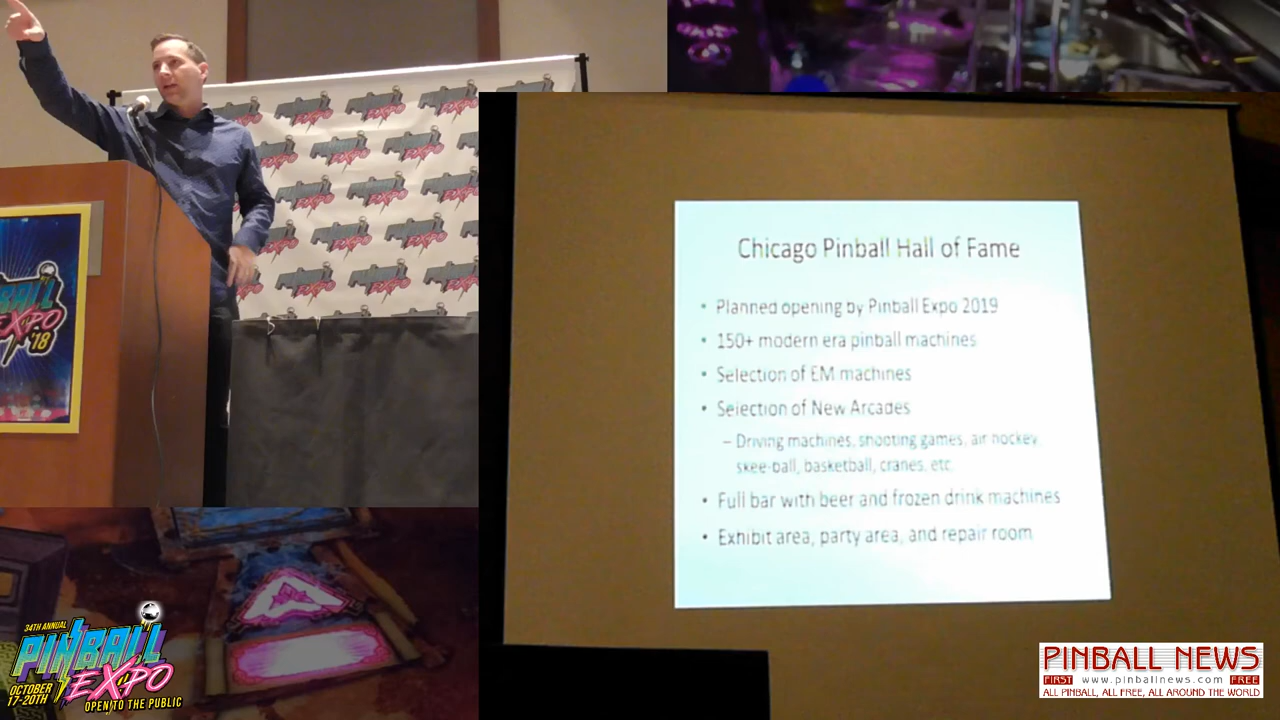 Chicago Pinball Hall of Fame
• Planned opening by Pinball Expo 2019
• 150+ modern era pinball machines
• Selection of EM machines
• Selection of New Arcades
– Driving machines, shooting games, air hockey,
skee-ball, basketball, cranes, etc.
• Full bar with beer and frozen drink machines
• Exhibit area, party area, and repair room
EXPO
'18
34TH ANNUAL
PINBALL
EXPO
OCTOBER
17-20TH
OPEN TO THE PUBLIC
PINBALL NEWS
FIRST www.pinballnews.com FREE
ALL PINBALL, ALL FREE, ALL AROUND THE WORLD